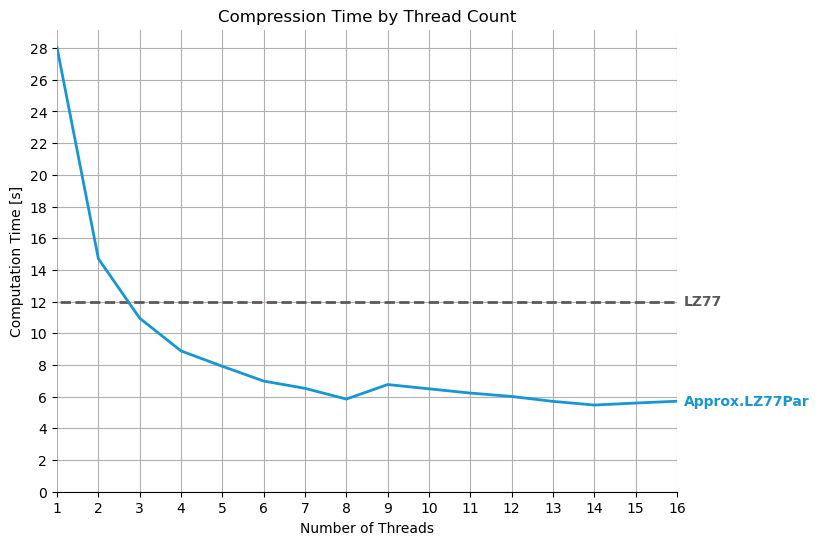 Compression Time by Thread Count
Computation Time [s]
28
26
24
22
20
18
16
14
12
10
8
6
4
2
0
LZ77
Approx.LZ77Par
1 2 3 4 5 6 7 8 9 10 11 12 13 14 15 16
Number of Threads